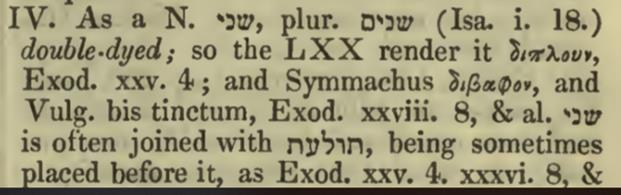 IV. As a N. שני, plur. שנים (Isa. i. 18.)
double-dyed; so the LXX render it διπλουν,
Exod. xxv. 4; and Symmachus διβαφον, and
Vulg. bis tinctum, Exod. xxviii. 8, & al. שני
is often joined with תולעת, being sometimes
placed before it, as Exod. xxv. 4. xxxvi. 8, &